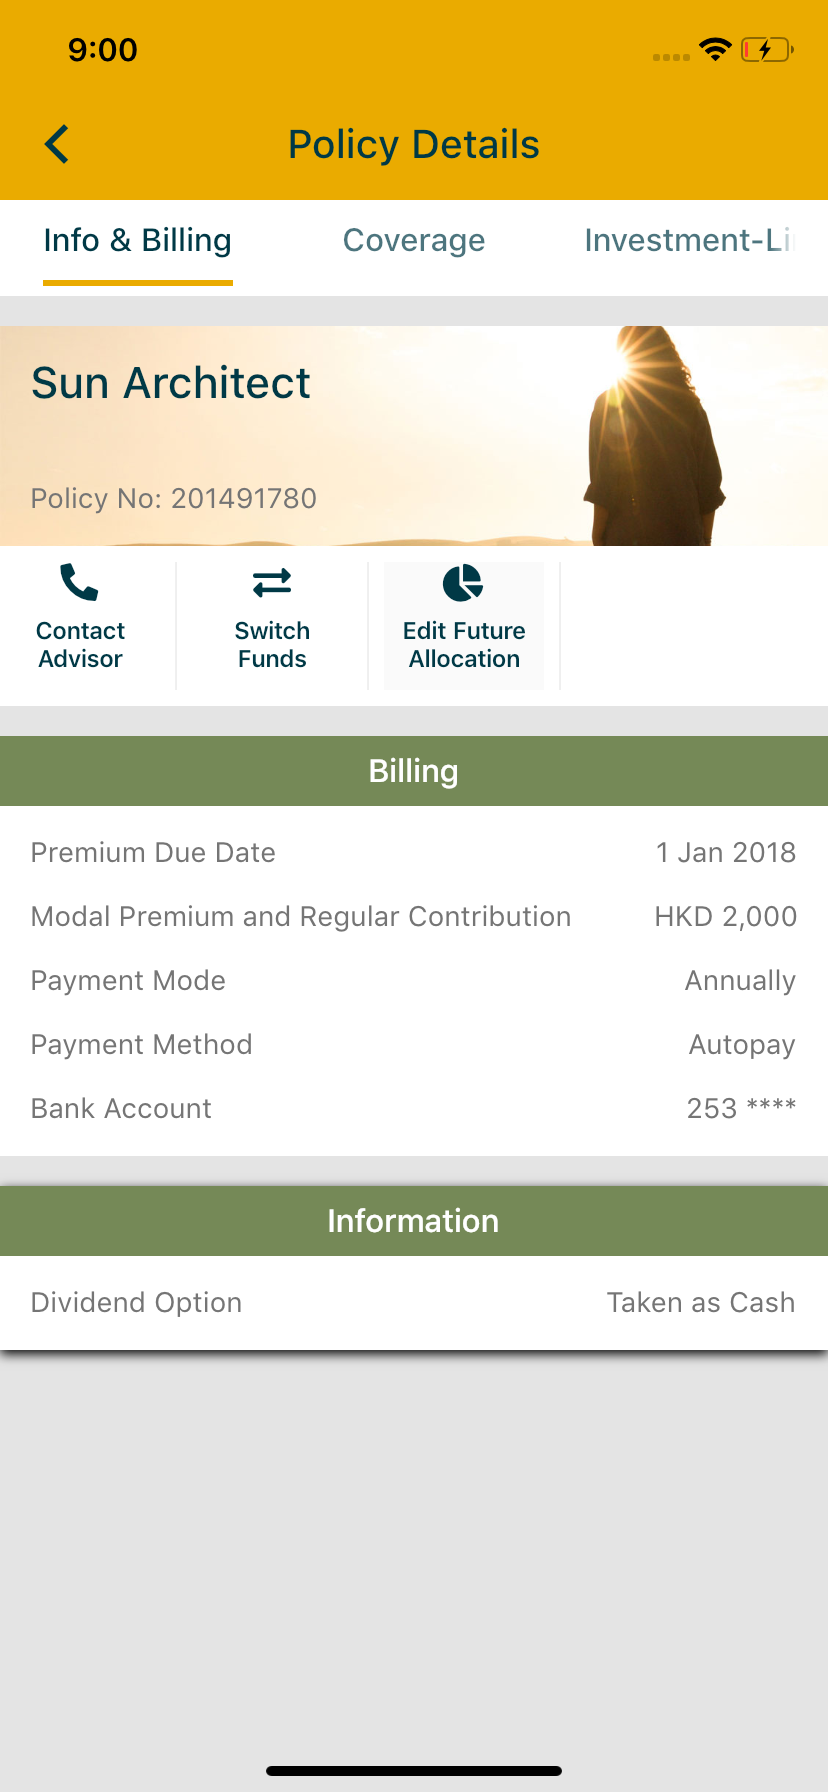 9:00
Policy Details
Info & Billing
Coverage
Investment-Li
Sun Architect
Policy No: 201491780
Contact
Advisor
Switch
Funds
Edit Future
Allocation
Billing
Premium Due Date 1 Jan 2018
Modal Premium and Regular Contribution HKD 2,000
Payment Mode Annually
Payment Method Autopay
Bank Account 253 ****
Information
Dividend Option Taken as Cash